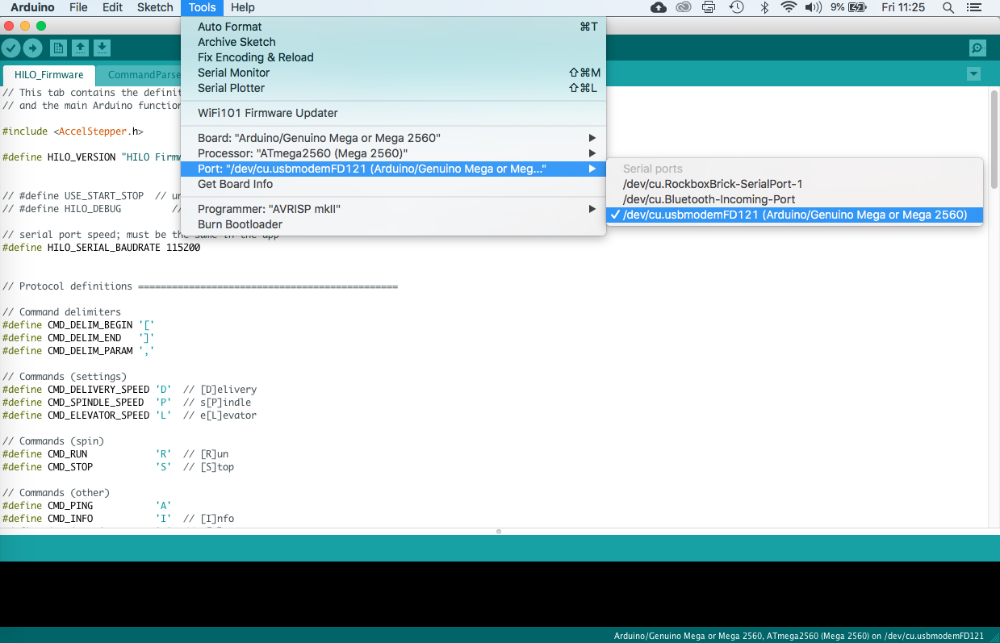 Arduino File Edit Sketch Tools Help 9% Fri 11:25
Auto Format ⌘T
Archive Sketch
Fix Encoding & Reload
Serial Monitor ⇧⌘M
Serial Plotter ⇧⌘L
WiFi101 Firmware Updater
Board: "Arduino/Genuino Mega or Mega 2560"
Processor: "ATmega2560 (Mega 2560)"
Port: "/dev/cu.usbmodemFD121 (Arduino/Genuino Mega or Meg..."
Get Board Info
Programmer: "AVRISP mkII"
Burn Bootloader
Serial ports
/dev/cu.RockboxBrick-SerialPort-1
/dev/cu.Bluetooth-Incoming-Port
✓ /dev/cu.usbmodemFD121 (Arduino/Genuino Mega or Mega 2560)
HILO_Firmware CommandParse
// This tab contains the definit
// and the main Arduino function
#include <AccelStepper.h>
#define HILO_VERSION "HILO Firmw
// #define USE_START_STOP // un
// #define HILO_DEBUG //
// serial port speed; must be the same in the app
#define HILO_SERIAL_BAUDRATE 115200
// Protocol definitions ==============================================
// Command delimiters
#define CMD_DELIM_BEGIN '['
#define CMD_DELIM_END ']'
#define CMD_DELIM_PARAM ','
// Commands (settings)
#define CMD_DELIVERY_SPEED 'D' // [D]elivery
#define CMD_SPINDLE_SPEED 'P' // s[P]indle
#define CMD_ELEVATOR_SPEED 'L' // e[L]evator
// Commands (spin)
#define CMD_RUN 'R' // [R]un
#define CMD_STOP 'S' // [S]top
// Commands (other)
#define CMD_PING 'A'
#define CMD_INFO 'I' // [I]nfo
Arduino/Genuino Mega or Mega 2560, ATmega2560 (Mega 2560) on /dev/cu.usbmodemFD121